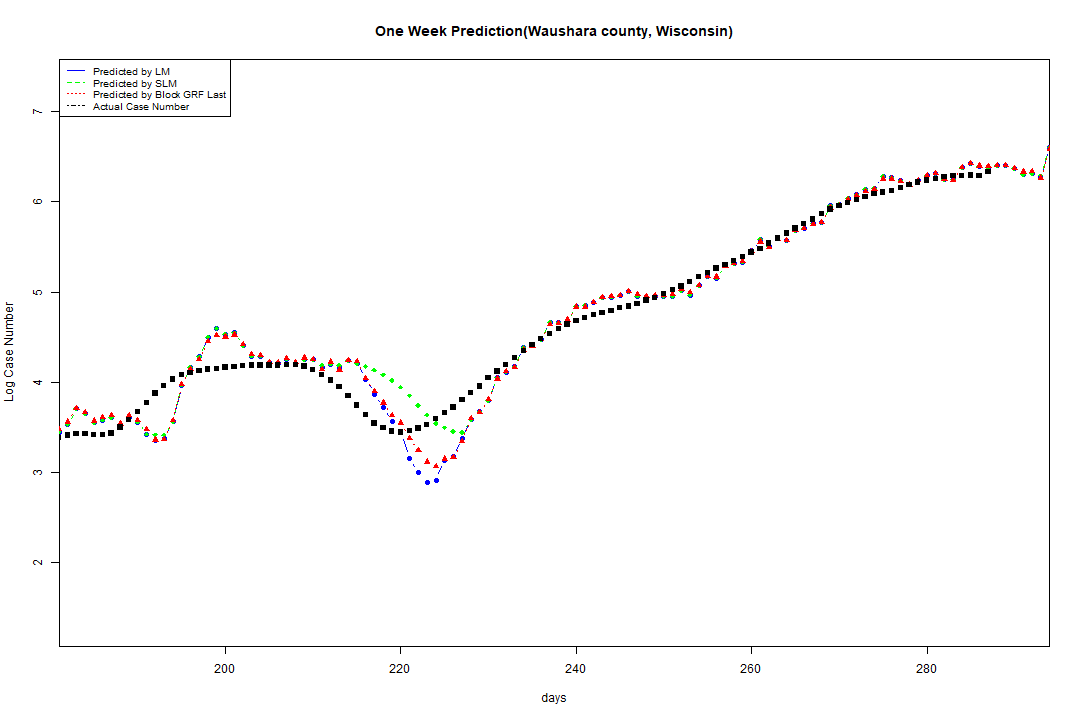 One Week Prediction(Waushara county, Wisconsin)
Predicted by LM
Predicted by SLM
Predicted by Block GRF Last
Actual Case Number
7
6
5
4
3
2
Log Case Number
200 220 240 260 280
days